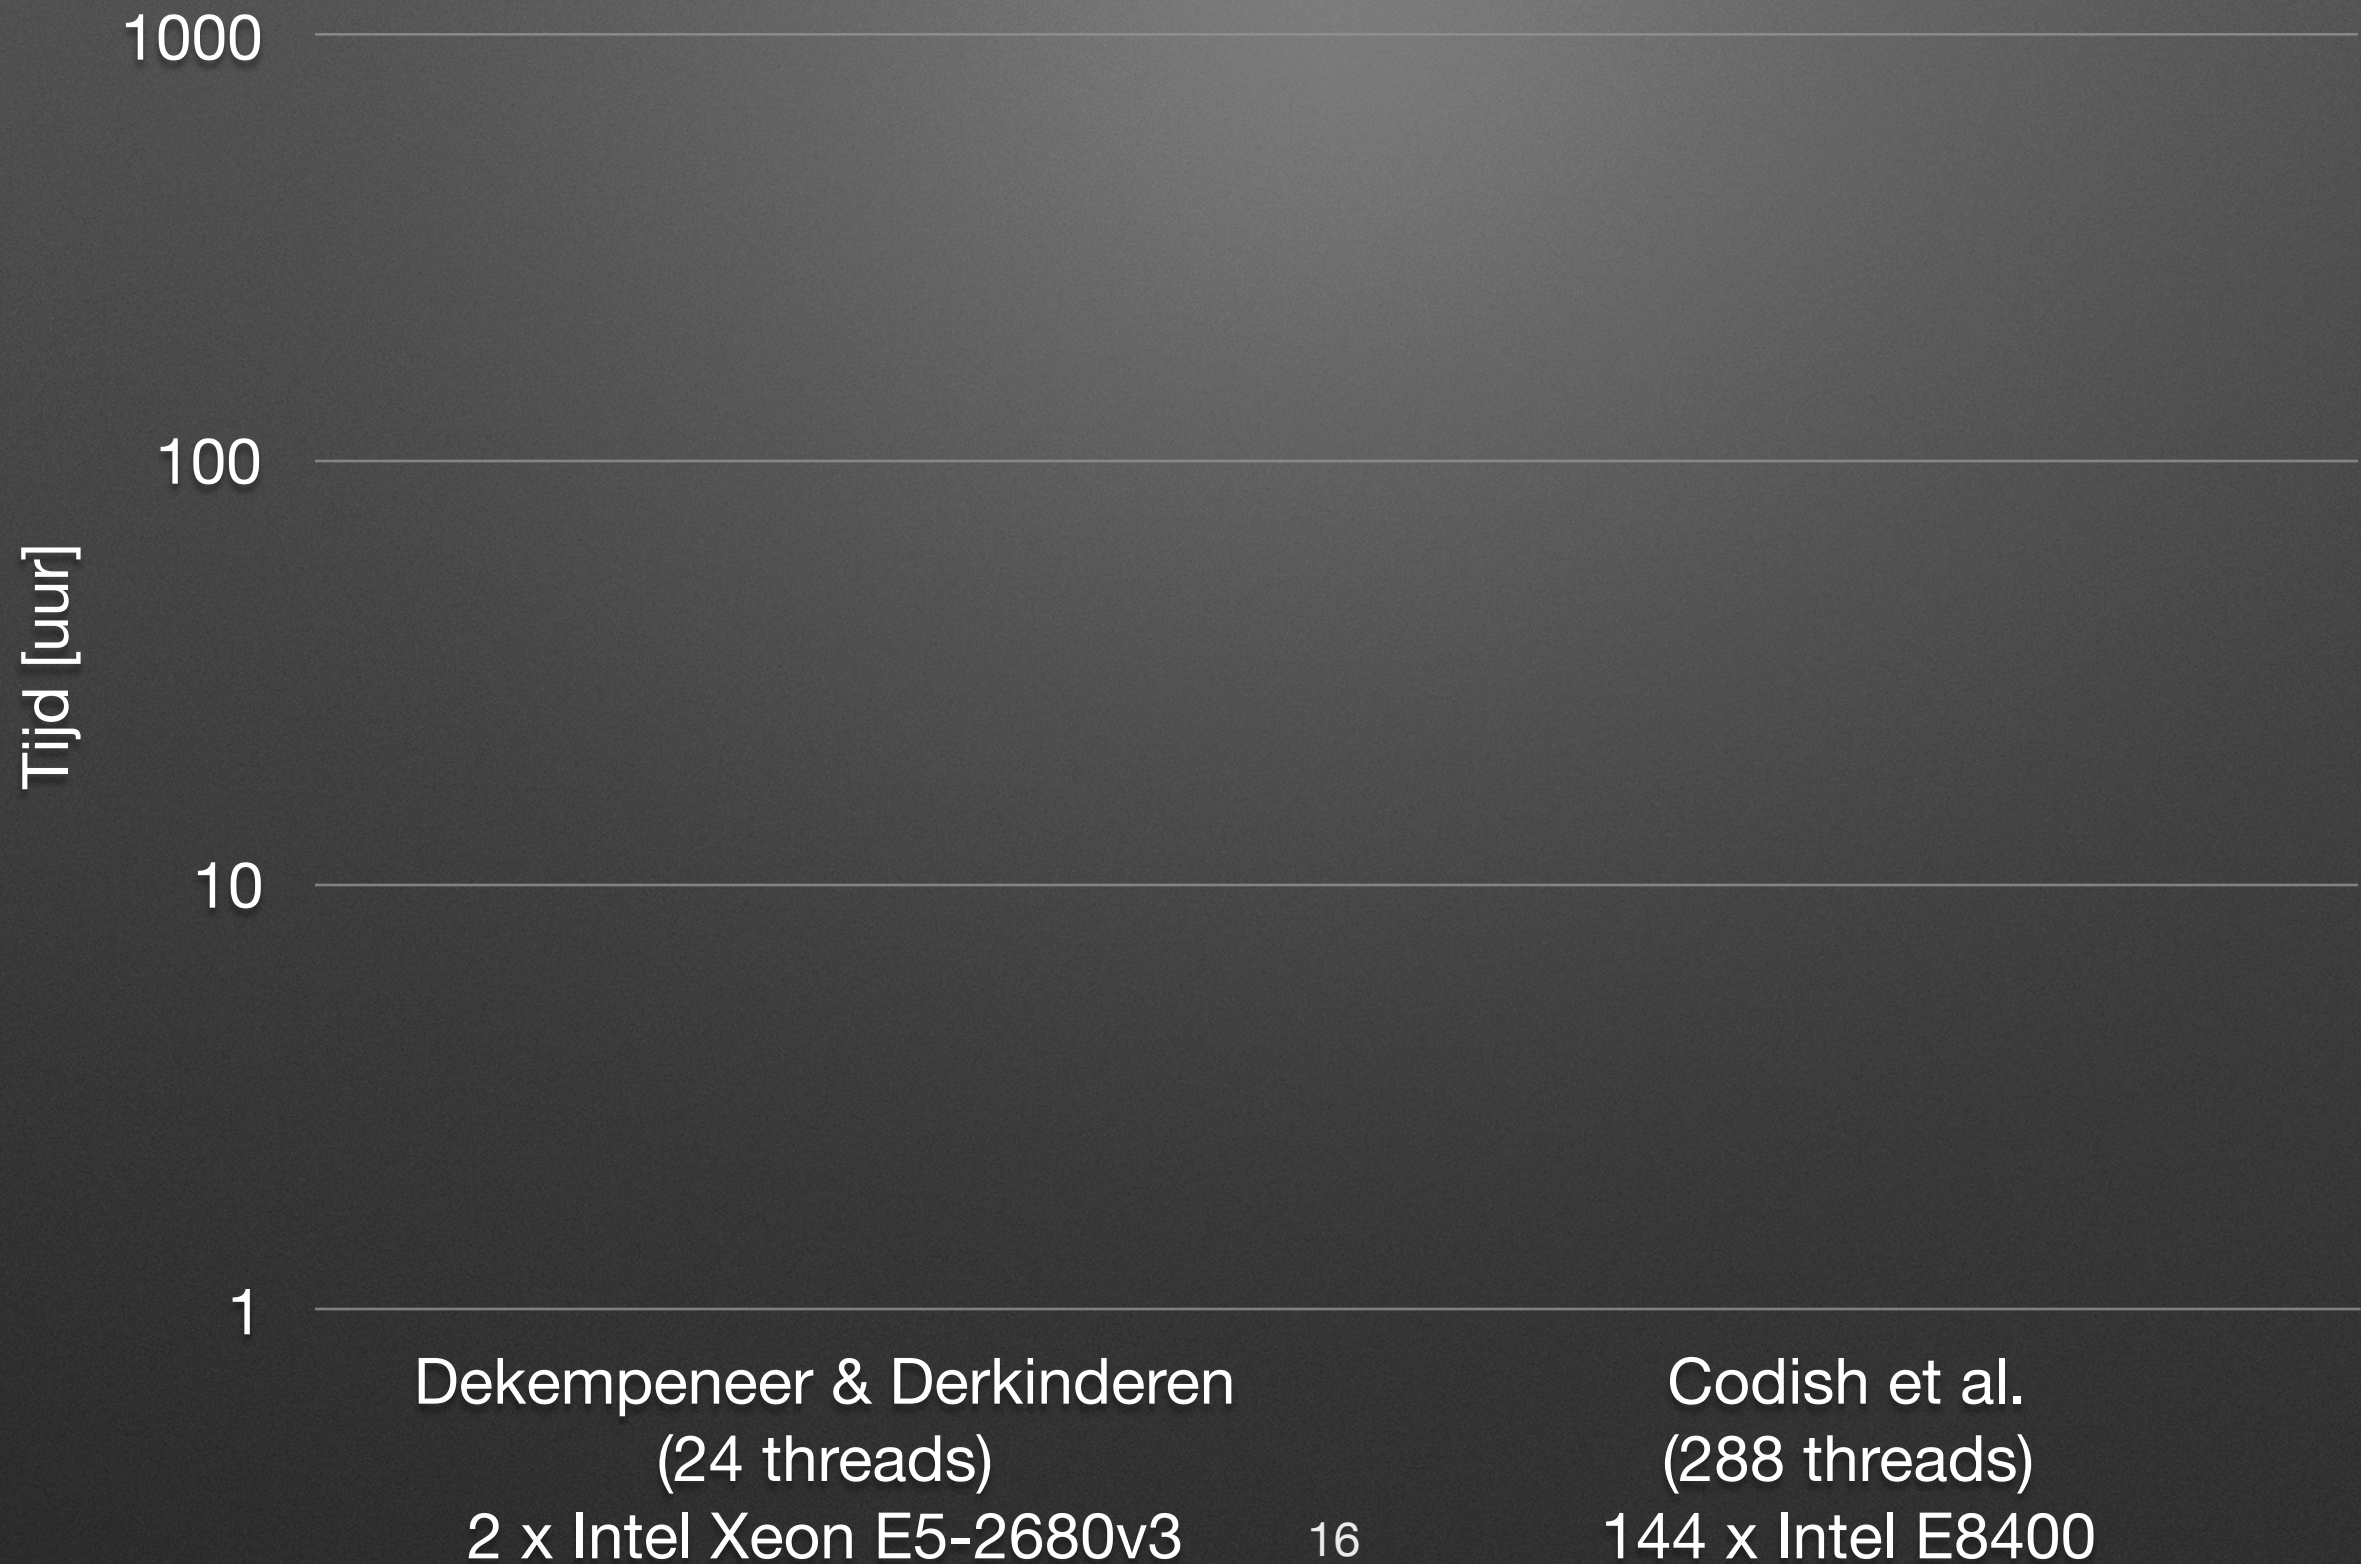 1000
100
10
1
Tijd [uur]
Dekempeneer & Derkinderen
(24 threads)
2 x Intel Xeon E5-2680v3
Codish et al.
(288 threads)
144 x Intel E8400
16